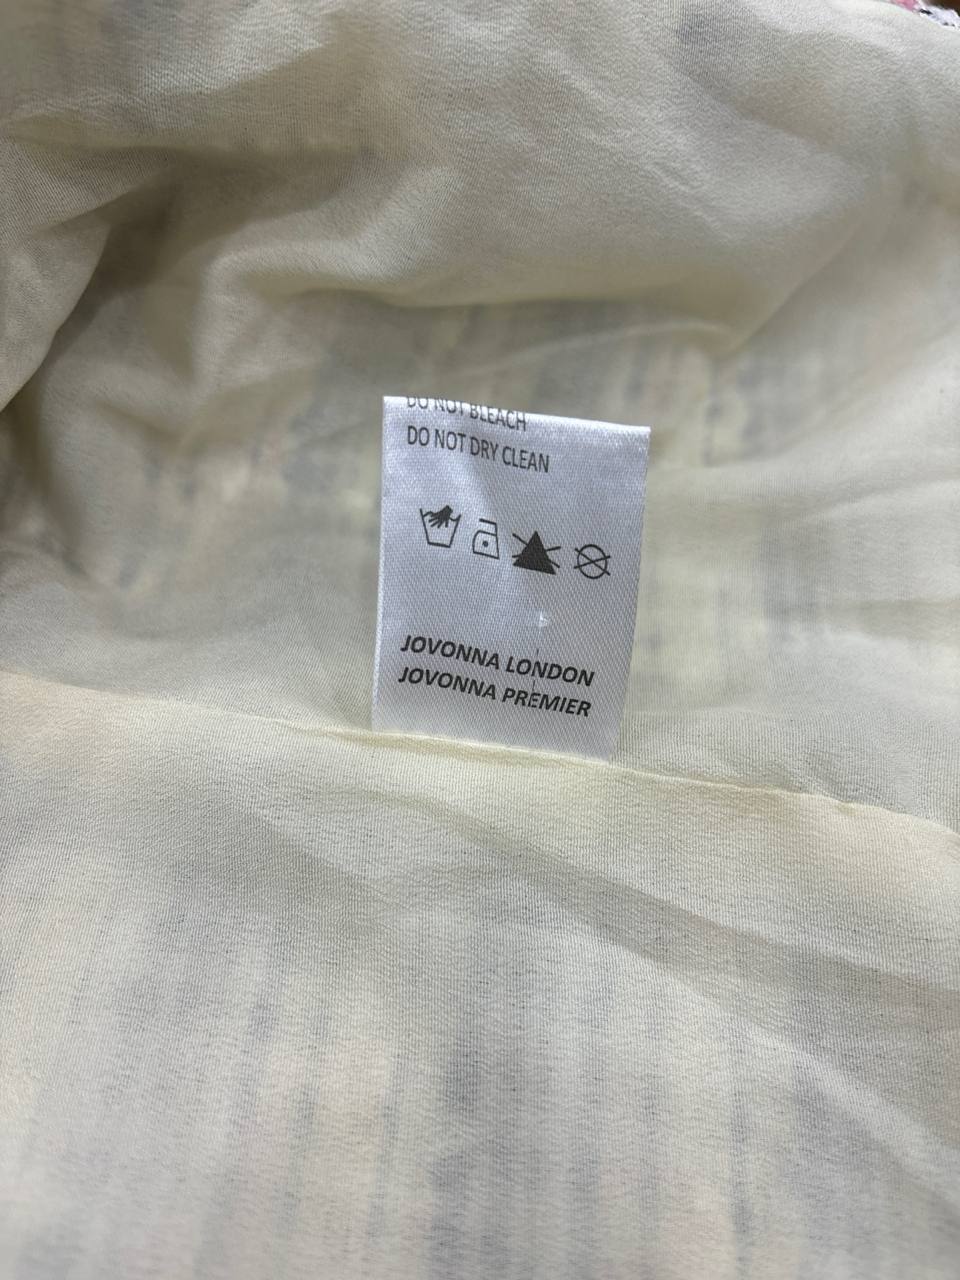 DO NOT BLEACH
DO NOT DRY CLEAN
JOVONNA LONDON
JOVONNA PREMIER